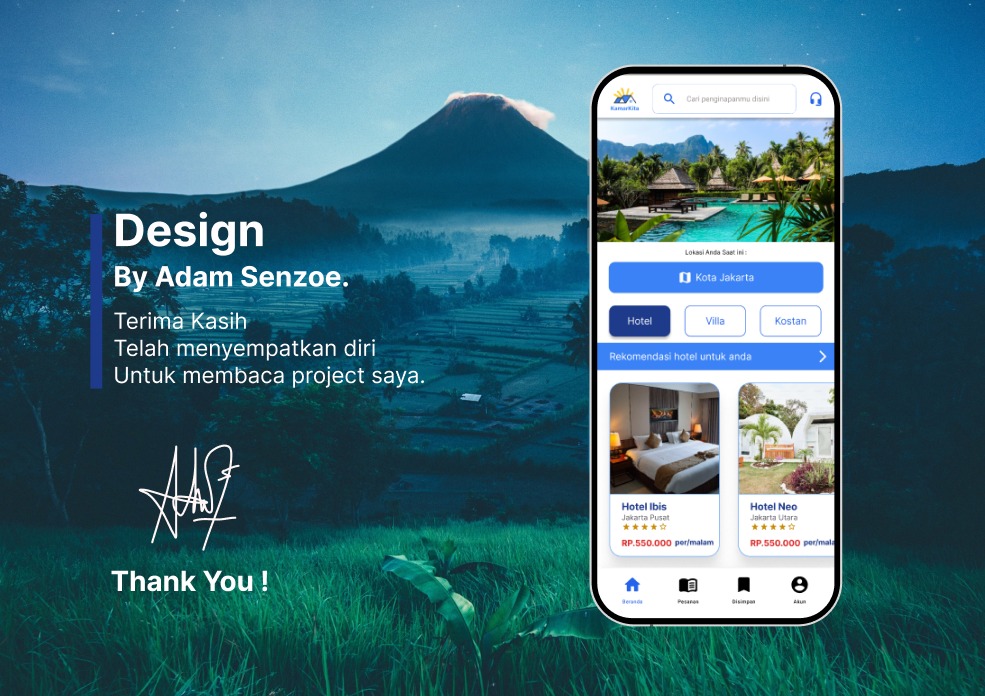 Design
By Adam Senzoe.
Terima Kasih
Telah menyempatkan diri
Untuk membaca project saya.
Thank You !
KamarKita
Cari penginapanmu disini
Lokasi Anda Saat ini :
Kota Jakarta
Hotel
Villa
Kostan
Rekomendasi hotel untuk anda
Hotel Ibis
Jakarta Pusat
RP.550.000 per/malam
Hotel Neo
Jakarta Utara
RP.550.000 per/mala
Beranda
Pesanan
Disimpan
Akun